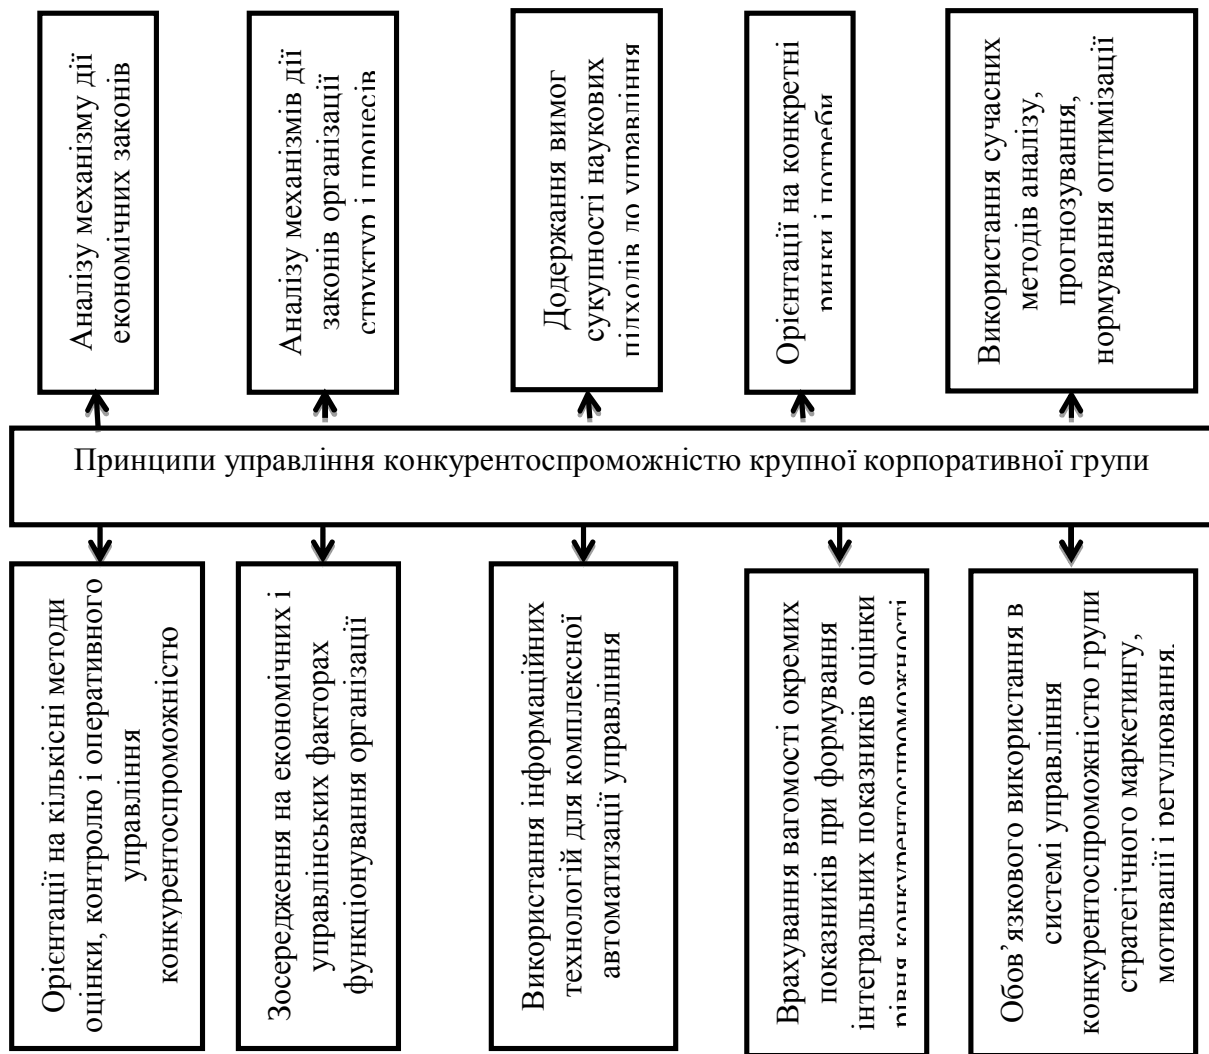 Аналізу механізму дії
економічних законів
Аналізу механізмів дії
законів організації
структур і процесів
Додержання вимог
сукупності наукових
підходів до управління
Орієнтації на конкретні
ринки і потреби
Використання сучасних
методів аналізу,
прогнозування,
нормування оптимізації
Принципи управління конкурентоспроможністю крупної корпоративної групи
Орієнтації на кількісні методи
оцінки, контролю і оперативного
управління
конкурентоспроможністю
Зосередження на економічних і
управлінських факторах
функціонування організації
Використання інформаційних
технологій для комплексної
автоматизації управління
Врахування вагомості окремих
показників при формування
інтегральних показників оцінки
рівня конкурентоспроможності
Обов’язкового використання в
системі управління
конкурентоспроможністю групи
стратегічного маркетингу,
мотивації і регулювання.